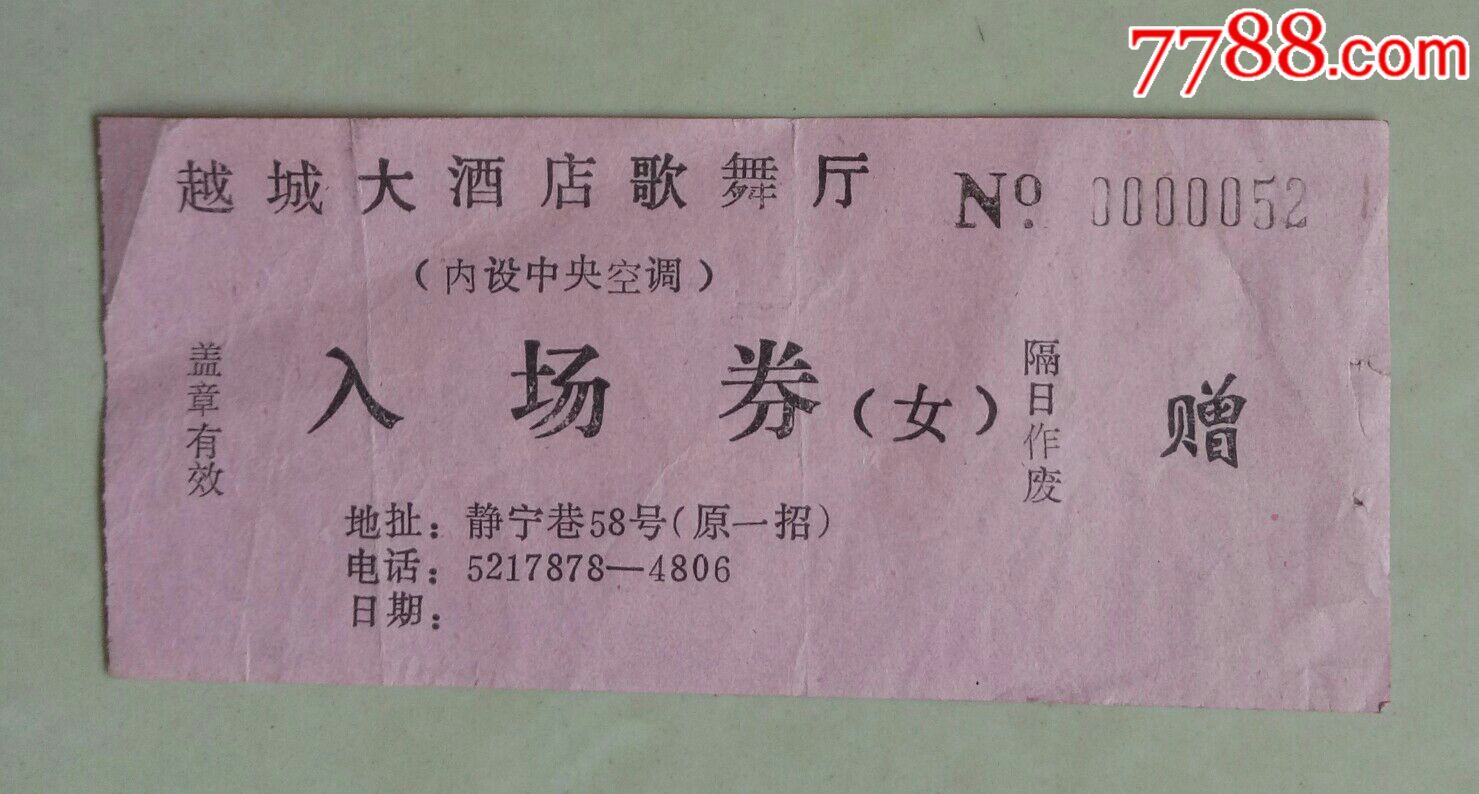 7788.com
越城大酒店歌舞厅 No. 0000052
(内设中央空调)
盖章有效
入场券(女)
隔日作废
赠
地扯：静宁巷58号(原一招)
电话：5217878—4806
日期：